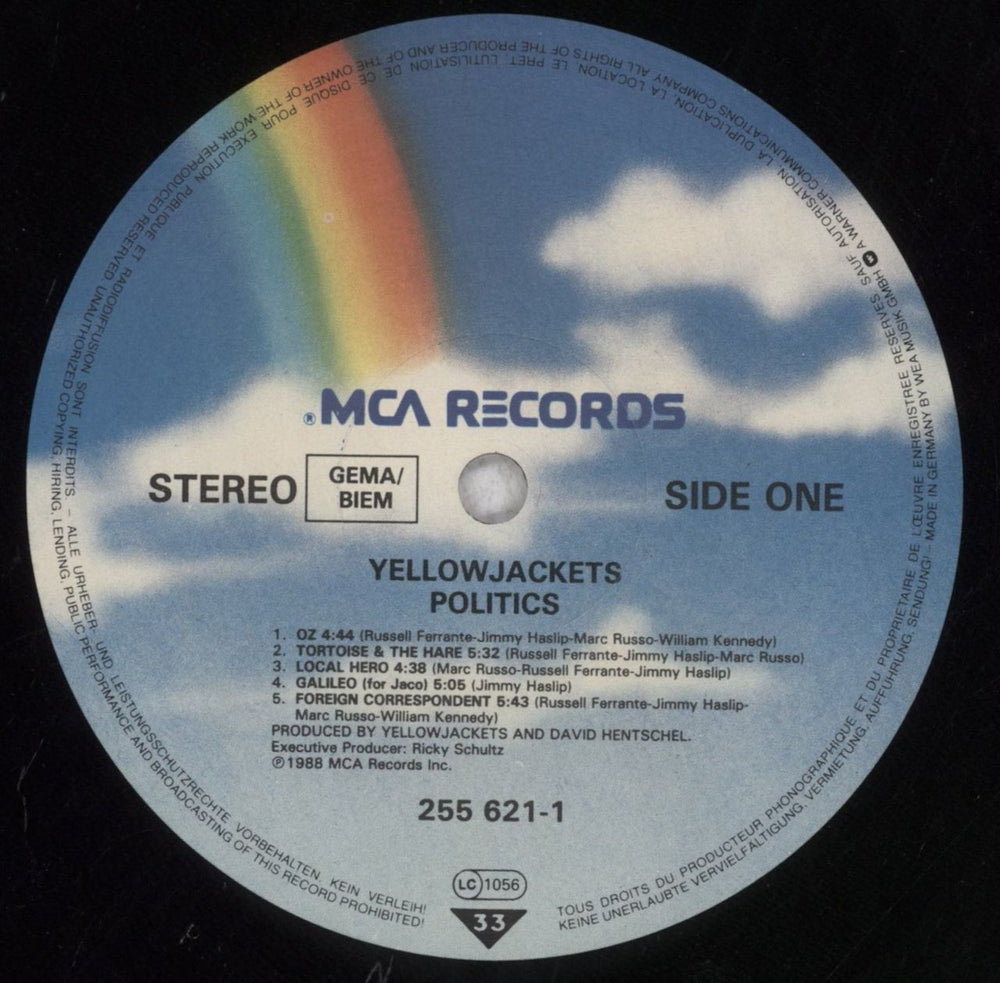 ® MCA RECORDS
STEREO
GEMA/
BIEM
SIDE ONE
YELLOWJACKETS
POLITICS
1. OZ 4:44 (Russell Ferrante-Jimmy Haslip-Marc Russo-William Kennedy)
2. TORTOISE & THE HARE 5:32 (Russell Ferrante-Jimmy Haslip-Marc Russo)
3. LOCAL HERO 4:38 (Marc Russo-Russell Ferrante-Jimmy Haslip)
4. GALILEO (for Jaco) 5:05 (Jimmy Haslip)
5. FOREIGN CORRESPONDENT 5:43 (Russell Ferrante-Jimmy Haslip-
Marc Russo-William Kennedy)
PRODUCED BY YELLOWJACKETS AND DAVID HENTSCHEL.
Executive Producer: Ricky Schultz
℗1988 MCA Records Inc.
255 621-1
LC 1056
33
TOUS DROITS DU PRODUCTEUR PHONOGRAPHIQUE ET DU PROPRIETAIRE DE L'ŒUVRE ENREGISTREE RESERVES SAUF AUTORISATION, LA DUPLICATION, LA LOCATION, LE PRET, L'UTILISATION DE CE DISQUE POUR EXECUTION PUBLIQUE ET RADIODIFFUSION SONT INTERDITS. – ALLE URHEBER- UND LEISTUNGSSCHUTZRECHTE VORBEHALTEN. KEIN VERLEIH!
KEINE UNERLAUBTE VERVIELFÄLTIGUNG, VERMIETUNG, AUFFÜHRUNG, SENDUNG! – MADE IN GERMANY BY WEA MUSIK GMBH A WARNER COMMUNICATIONS COMPANY ALL RIGHTS OF THE PRODUCER AND OF THE OWNER OF THE WORK REPRODUCED RESERVED UNAUTHORIZED COPYING, HIRING, LENDING, PUBLIC PERFORMANCE AND BROADCASTING OF THIS RECORD PROHIBITED!